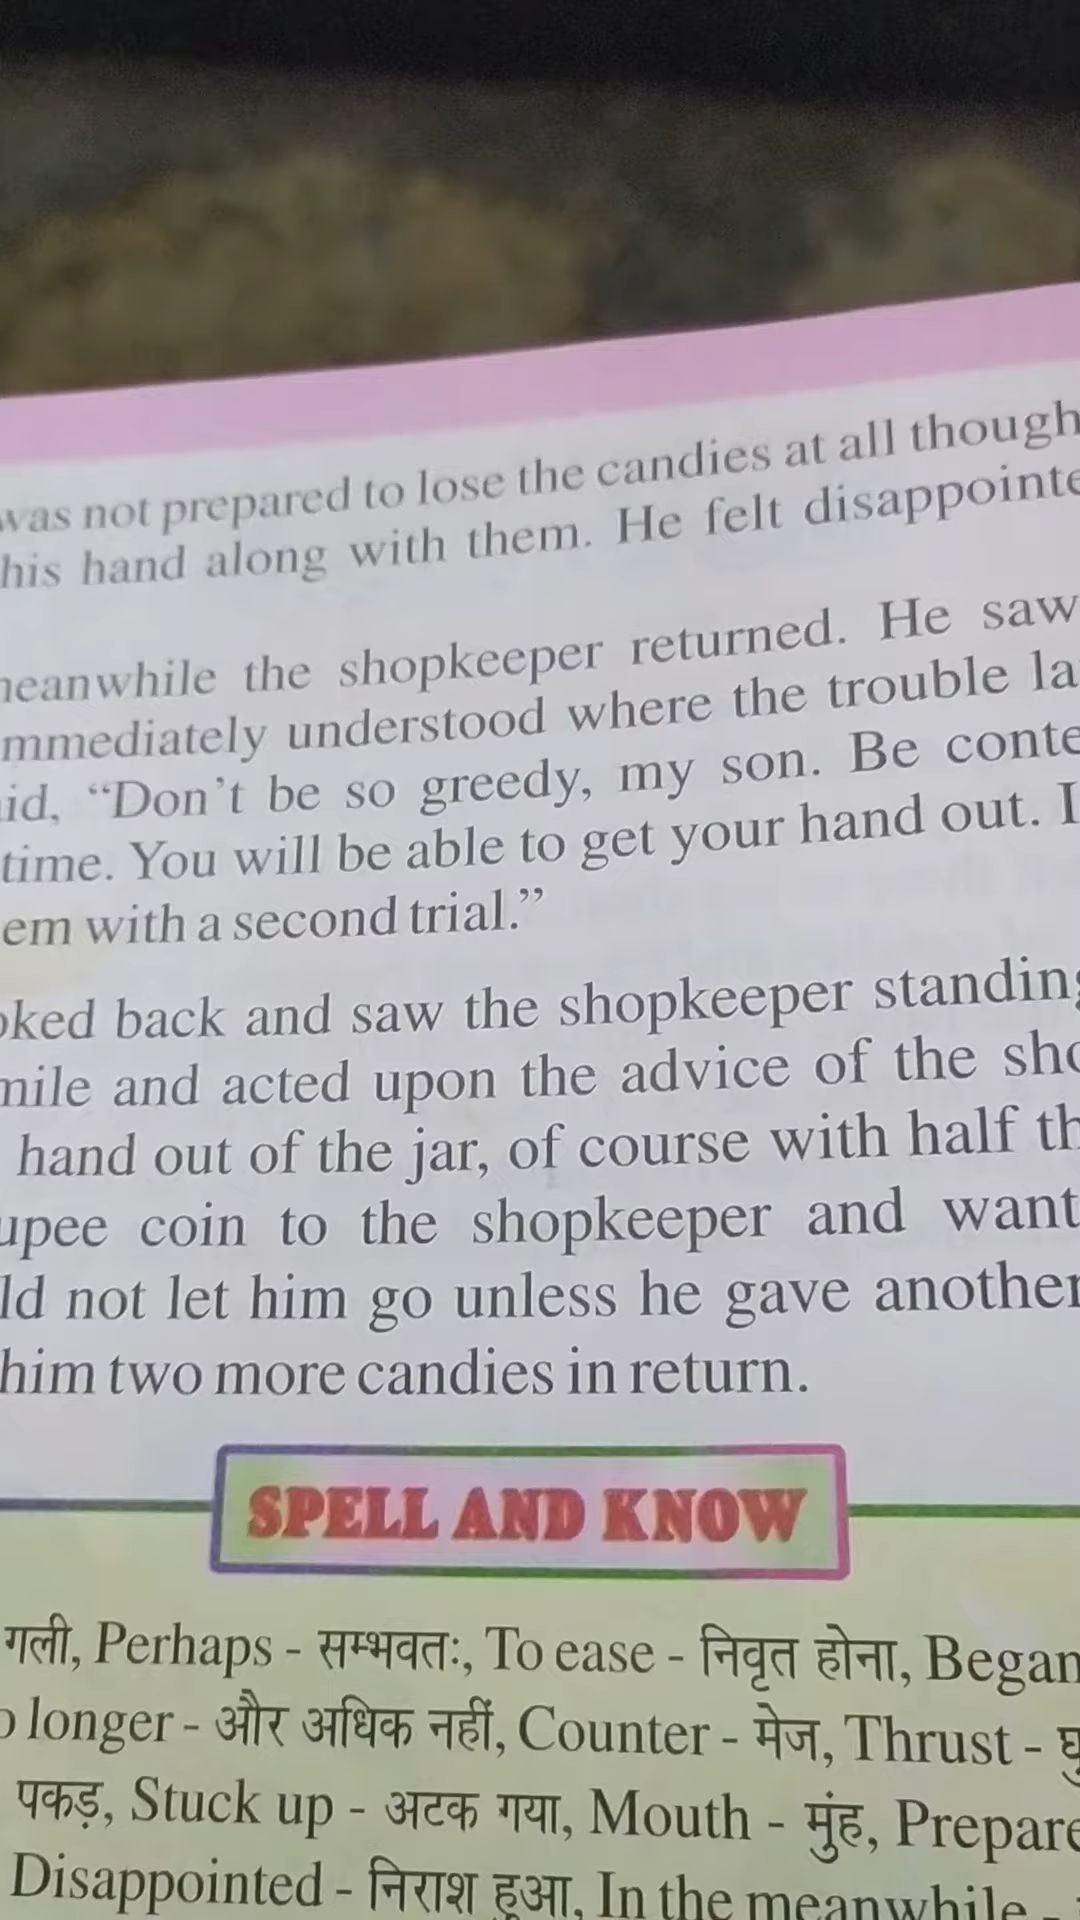 was not prepared to lose the candies at all though
his hand along with them. He felt disappointe
neanwhile the shopkeeper returned. He saw
mmediately understood where the trouble la
id, “Don’t be so greedy, my son. Be conte
time. You will be able to get your hand out. I
em with a second trial.”
oked back and saw the shopkeeper standing
mile and acted upon the advice of the sho
hand out of the jar, of course with half th
upee coin to the shopkeeper and want
ld not let him go unless he gave another
him two more candies in return.
SPELL AND KNOW
गली, Perhaps - सम्भवतः, To ease - निवृत होना, Began
o longer - और अधिक नहीं, Counter - मेज, Thrust - घु
पकड़, Stuck up - अटक गया, Mouth - मुंह, Prepare
Disappointed - निराश हुआ, In the meanwhile -